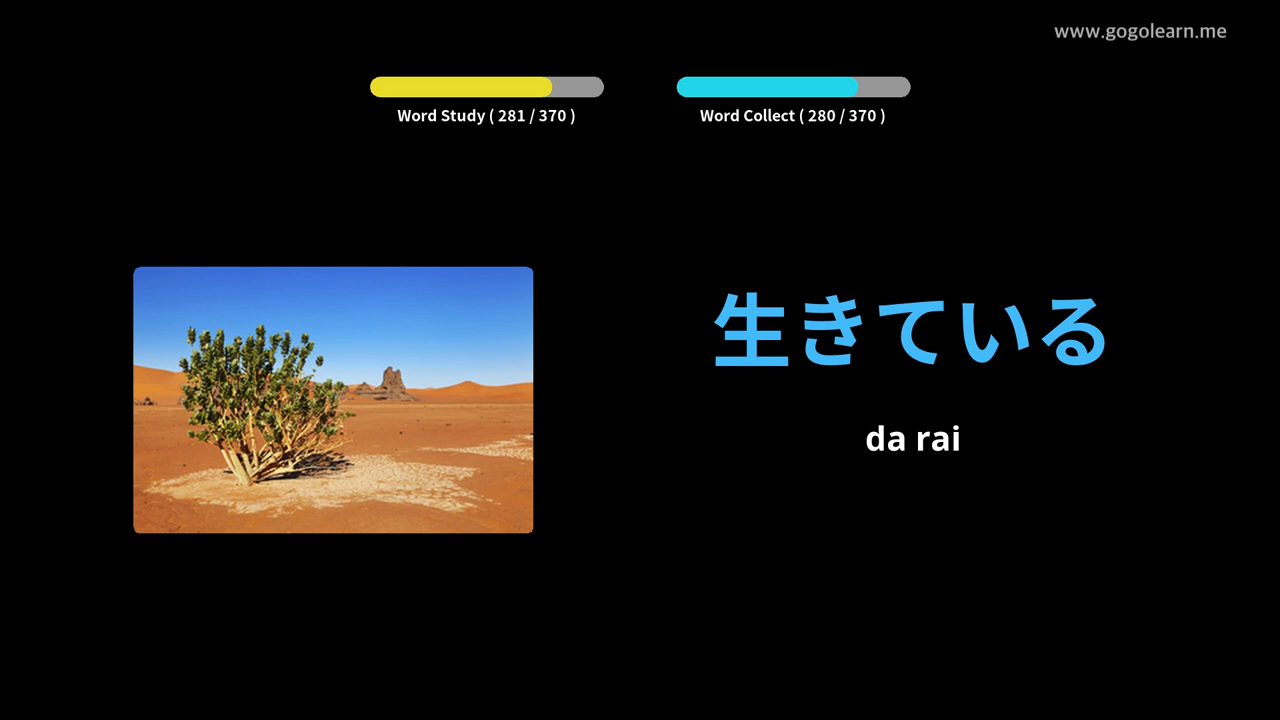 www.gogolearn.me
Word Study ( 281 / 370 )
Word Collect ( 280 / 370 )
生きている
da rai